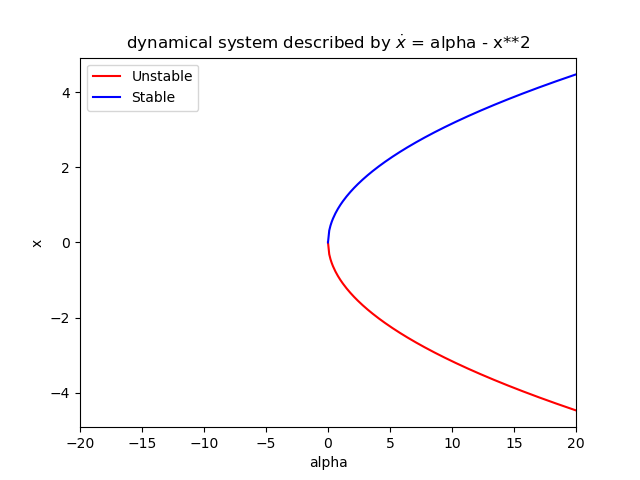 dynamical system described by ẋ = alpha - x**2
Unstable
Stable
4
2
0
−2
−4
x
−20
−15
−10
−5
0
5
10
15
20
alpha